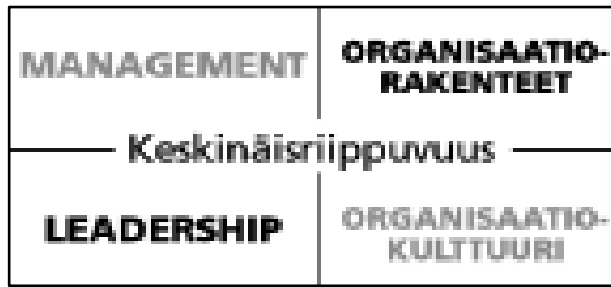 MANAGEMENT
ORGANISAATIO-
RAKENTEET
Keskinäisriippuvuus
LEADERSHIP
ORGANISAATIO-
KULTTUURI